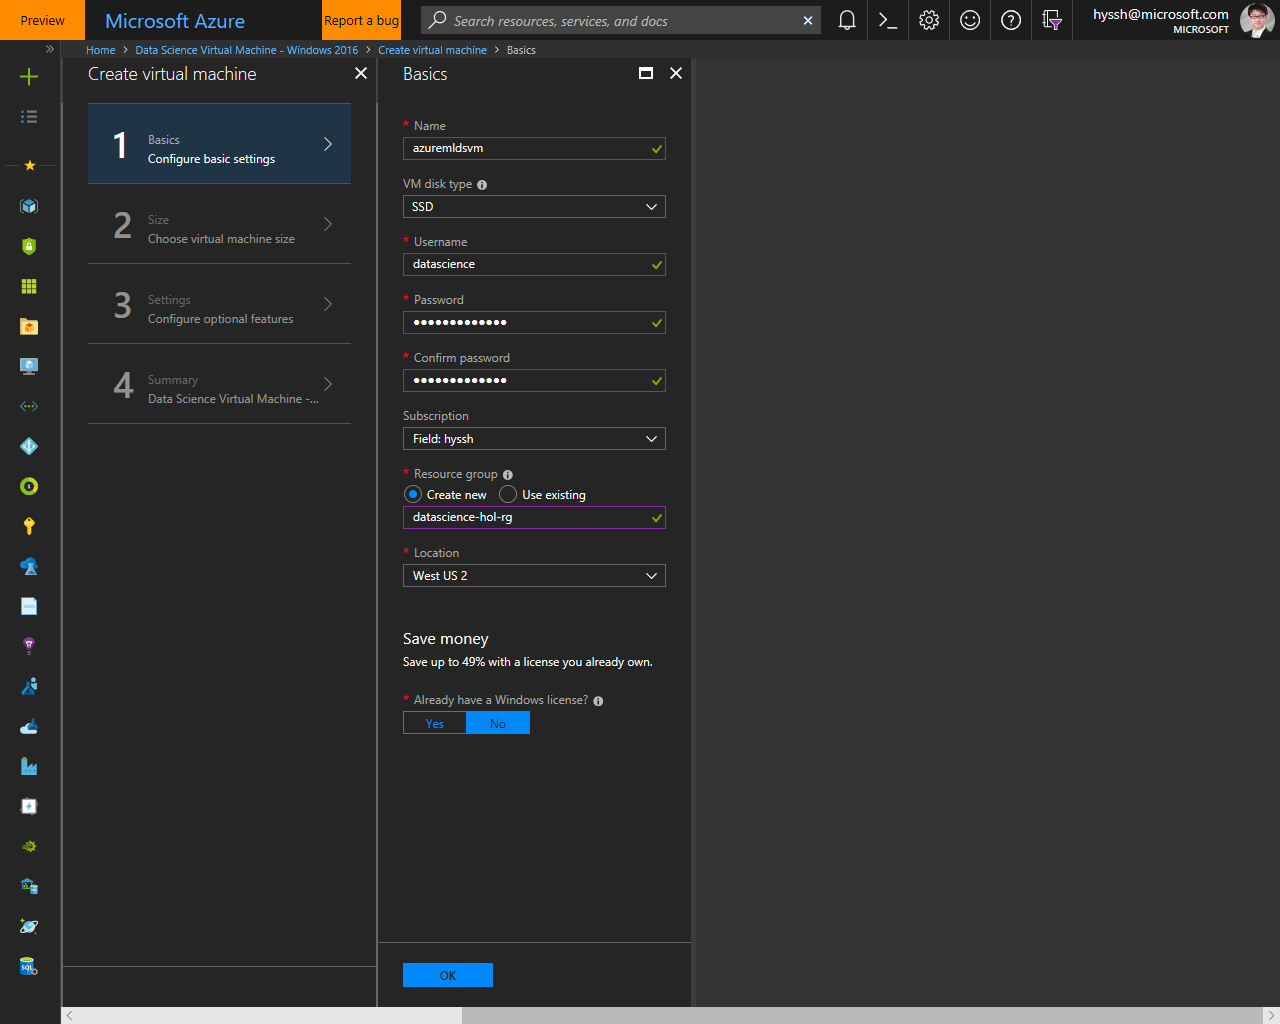 Preview
Microsoft Azure
Report a bug
Search resources, services, and docs
hyssh@microsoft.com
MICROSOFT
Home > Data Science Virtual Machine - Windows 2016 > Create virtual machine > Basics
Create virtual machine
1
Basics
Configure basic settings
2
Size
Choose virtual machine size
3
Settings
Configure optional features
4
Summary
Data Science Virtual Machine -...
Basics
* Name
azuremldsvm
VM disk type
SSD
* Username
datascience
* Password
•••••••••••••
* Confirm password
•••••••••••••
Subscription
Field: hyssh
* Resource group
Create new Use existing
datascience-hol-rg
* Location
West US 2
Save money
Save up to 49% with a license you already own.
* Already have a Windows license?
Yes No
OK
SQL